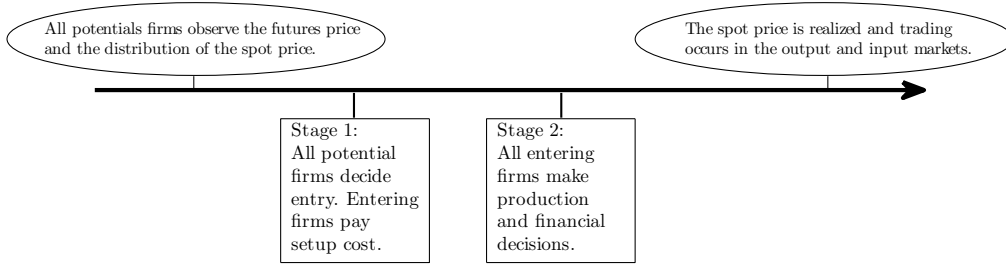 All potentials firms observe the futures price
and the distribution of the spot price.
The spot price is realized and trading
occurs in the output and input markets.
Stage 1:
All potential
firms decide
entry. Entering
firms pay
setup cost.
Stage 2:
All entering
firms make
production
and financial
decisions.